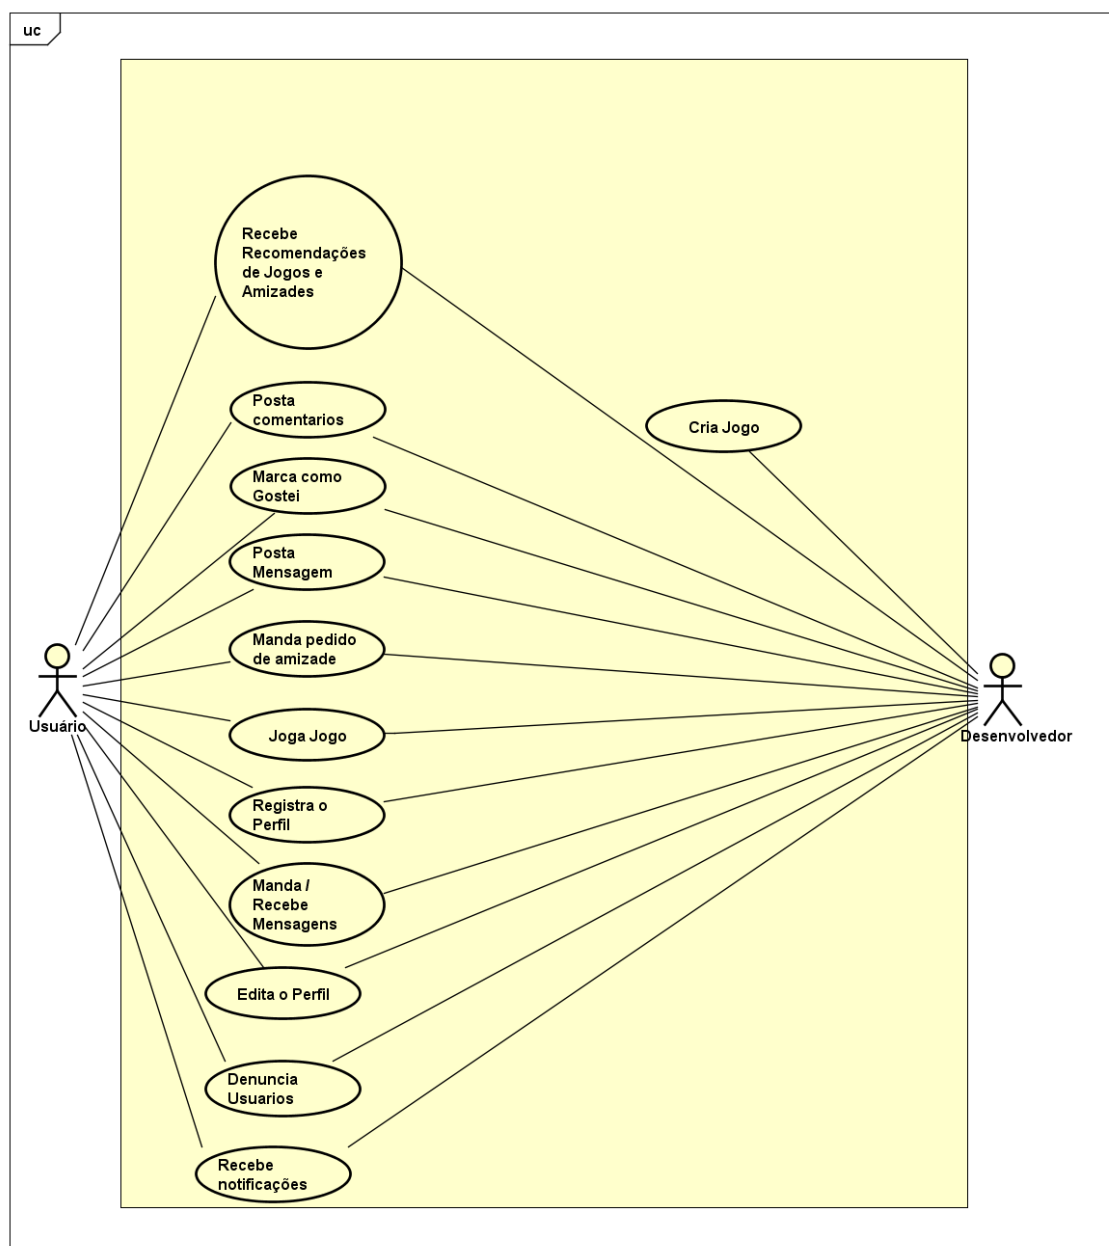 uc
Recebe
Recomendações
de Jogos e
Amizades
Posta
comentarios
Cria Jogo
Marca como
Gostei
Posta
Mensagem
Manda pedido
de amizade
Usuário
Joga Jogo
Desenvolvedor
Registra o
Perfil
Manda /
Recebe
Mensagens
Edita o Perfil
Denuncia
Usuarios
Recebe
notificações